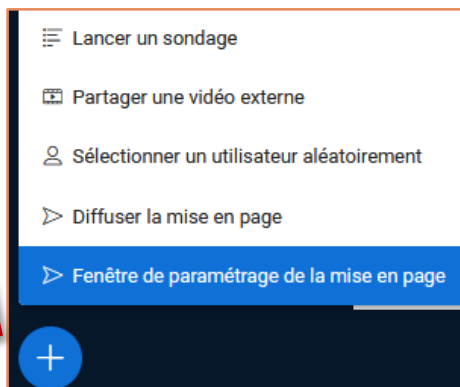 Lancer un sondage
Partager une vidéo externe
Sélectionner un utilisateur aléatoirement
Diffuser la mise en page
Fenêtre de paramétrage de la mise en page